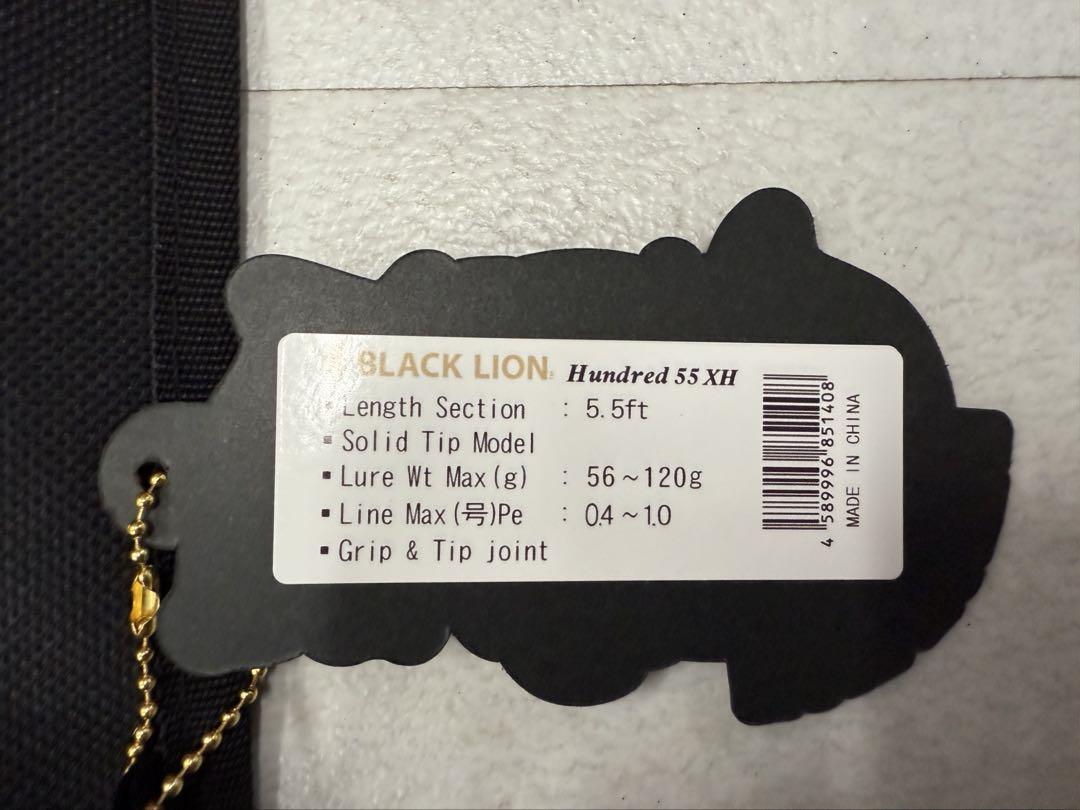 BLACK LION Hundred 55 XH
▪ Length Section : 5.5ft
▪ Solid Tip Model
▪ Lure Wt Max(g) : 56~120g
▪ Line Max(号)Pe : 0.4~1.0
▪ Grip & Tip joint
4 589996 851408
MADE IN CHINA